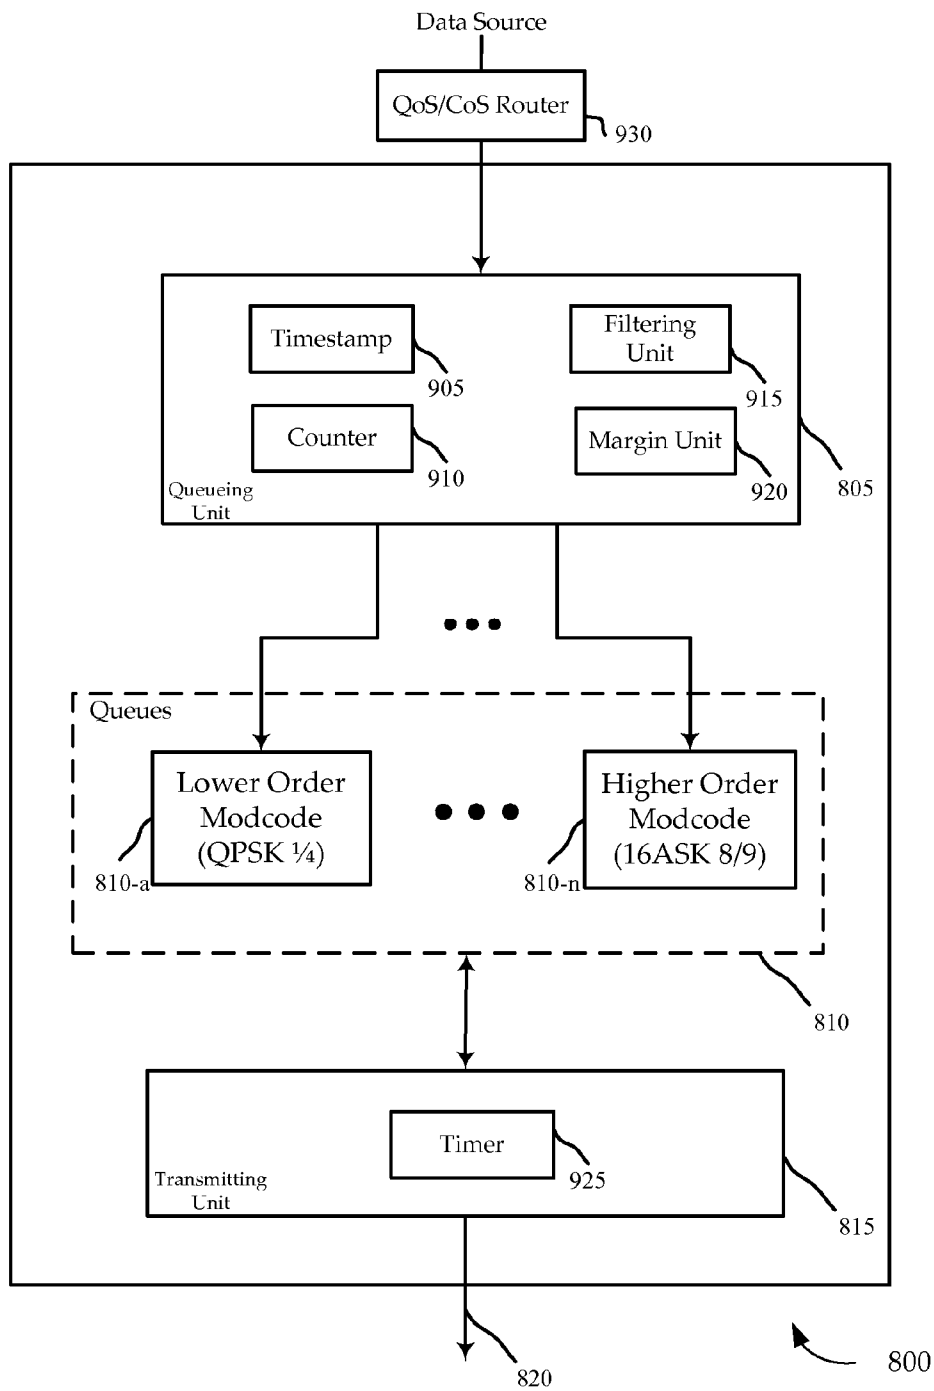 Data Source
QoS/CoS Router
930
Timestamp
905
Filtering
Unit
915
Counter
910
Margin Unit
920
Queueing
Unit
805
Queues
Lower Order
Modcode
(QPSK ¼)
810-a
Higher Order
Modcode
(16ASK 8/9)
810-n
810
Timer
925
Transmitting
Unit
815
820
800